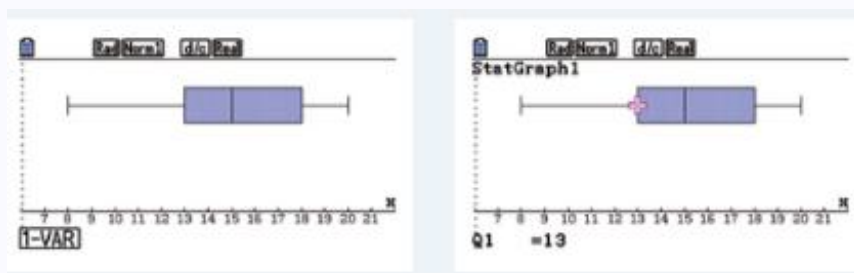 Rad Norm1 d/c Real
x
7 8 9 10 11 12 13 14 15 16 17 18 19 20 21
1-VAR
Rad Norm1 d/c Real
StatGraph1
x
7 8 9 10 11 12 13 14 15 16 17 18 19 20 21
Q1 =13